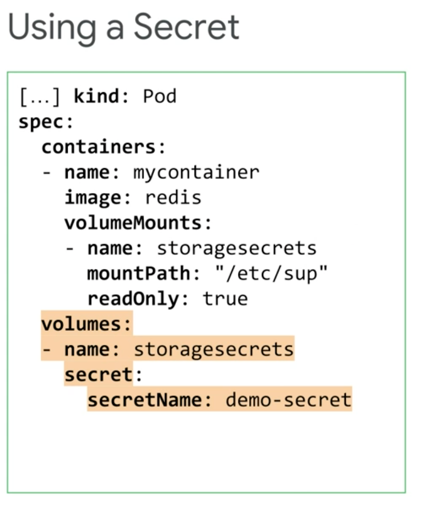 Using a Secret
[...] kind: Pod
spec:
  containers:
  - name: mycontainer
    image: redis
    volumeMounts:
    - name: storagesecrets
      mountPath: "/etc/sup"
      readOnly: true
  volumes:
  - name: storagesecrets
    secret:
      secretName: demo-secret